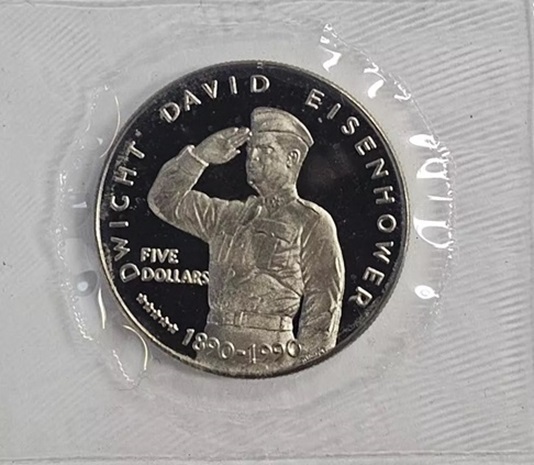 DWIGHT DAVID EISENHOWER
FIVE
DOLLARS
1890-1990